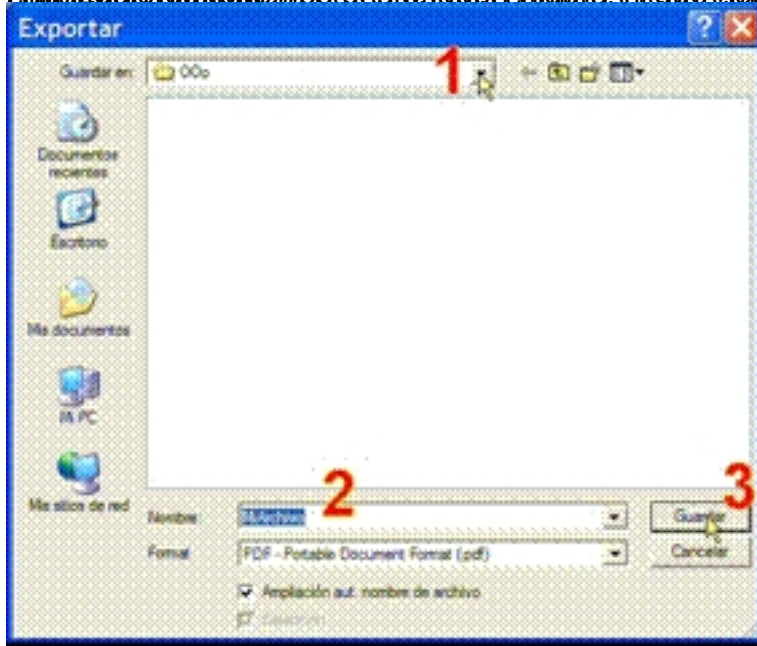 Exportar
Guardar en:
OOo
1
Documentos
recientes
Escritorio
Mis documentos
Mi PC
Mis sitios de red
2
3
Nombre:
MiArchivo
Guardar
Format
PDF - Portable Document Format (.pdf)
Cancelar
Ampliación aut. nombre de archivo